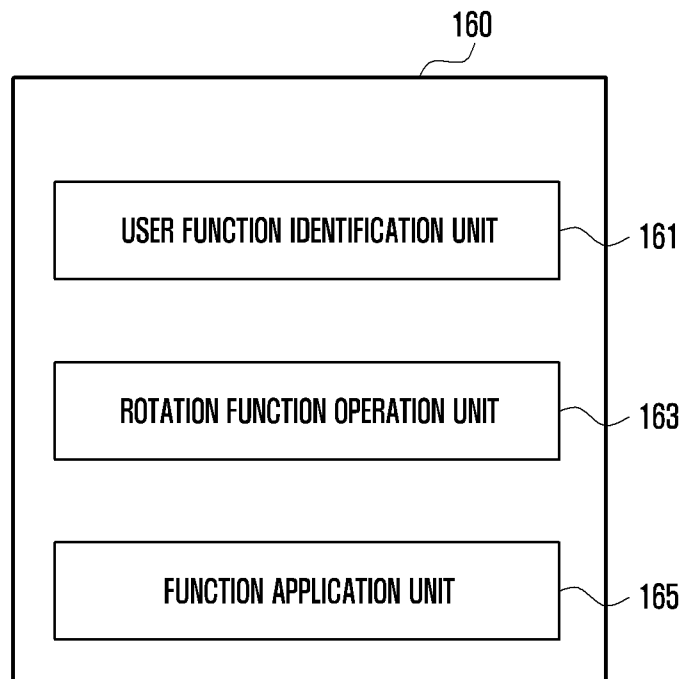 160
USER FUNCTION IDENTIFICATION UNIT
161
ROTATION FUNCTION OPERATION UNIT
163
FUNCTION APPLICATION UNIT
165